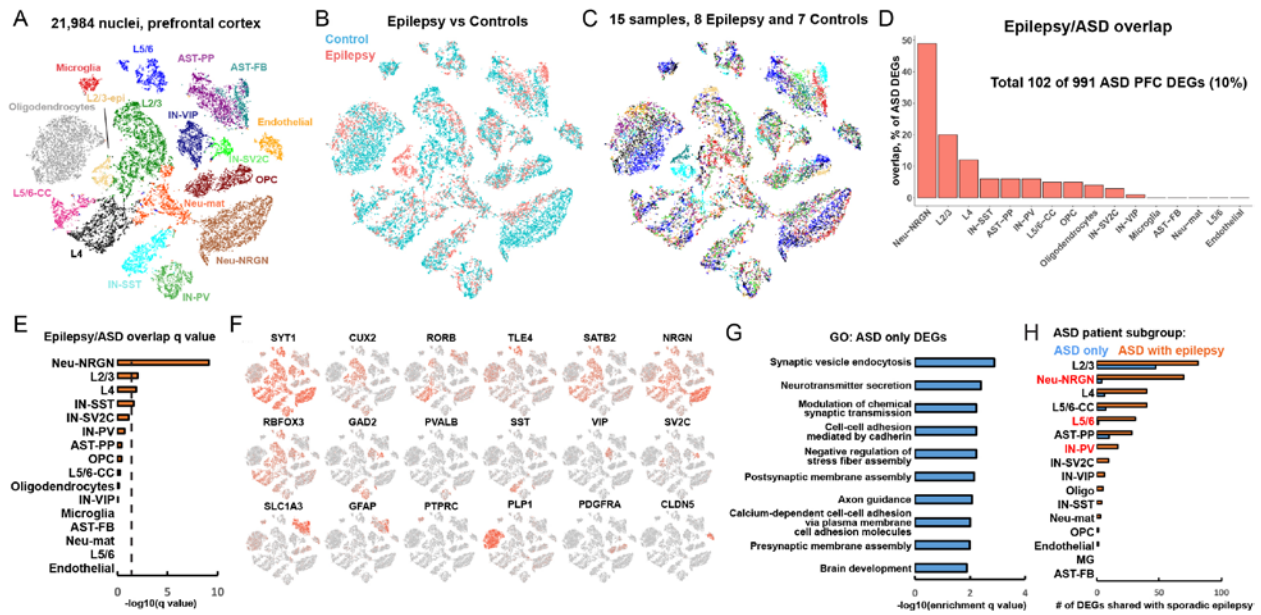 A
21,984 nuclei, prefrontal cortex
L5/6
AST-PP
AST-FB
Microglia
L2/3-epi
L2/3
Oligodendrocytes
IN-VIP
Endothelial
IN-SV2C
OPC
L5/6-CC
Neu-mat
L4
Neu-NRGN
IN-SST
IN-PV
B
Epilepsy vs Controls
Control
Epilepsy
C
15 samples, 8 Epilepsy and 7 Controls
D
Epilepsy/ASD overlap
Total 102 of 991 ASD PFC DEGs (10%)
overlap, % of ASD DEGs
50
40
30
20
10
0
Neu-NRGN
L2/3
L4
IN-SST
AST-PP
IN-PV
L5/6-CC
OPC
Oligodendrocytes
IN-SV2C
IN-VIP
Microglia
AST-FB
Neu-mat
L5/6
Endothelial
E
Epilepsy/ASD overlap q value
Neu-NRGN
L2/3
L4
IN-SST
IN-SV2C
IN-PV
AST-PP
OPC
L5/6-CC
Oligodendrocytes
IN-VIP
Microglia
AST-FB
Neu-mat
L5/6
Endothelial
0 5 10
-log10(q value)
F
SYT1 CUX2 RORB TLE4 SATB2 NRGN
RBFOX3 GAD2 PVALB SST VIP SV2C
SLC1A3 GFAP PTPRC PLP1 PDGFRA CLDN5
G
GO: ASD only DEGs
Synaptic vesicle endocytosis
Neurotransmitter secretion
Modulation of chemical
synaptic transmission
Cell-cell adhesion
mediated by cadherin
Negative regulation of
stress fiber assembly
Postsynaptic membrane assembly
Axon guidance
Calcium-dependent cell-cell adhesion
via plasma membrane
cell adhesion molecules
Presynaptic membrane assembly
Brain development
0 2 4
-log10(enrichment q value)
H
ASD patient subgroup:
ASD only ASD with epilepsy
L2/3
Neu-NRGN
L4
L5/6-CC
L5/6
AST-PP
IN-PV
IN-SV2C
IN-VIP
Oligo
IN-SST
Neu-mat
OPC
Endothelial
MG
AST-FB
0 50 100
# of DEGs shared with sporadic epilepsy